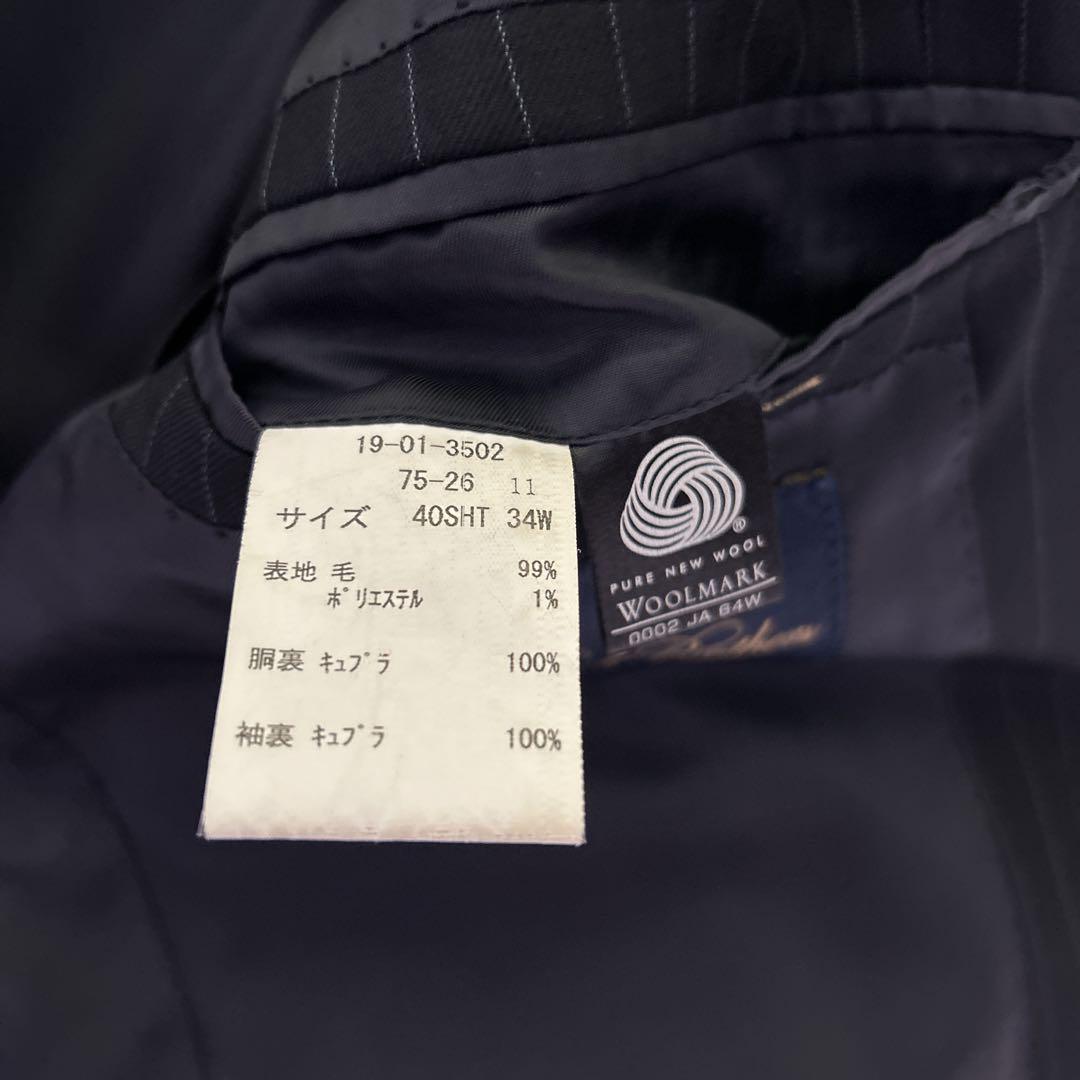 19-01-3502
75-26 11
サイズ 40SHT 34W
表地 毛 99%
ポリエステル 1%
胴裏 キュプラ 100%
袖裏 キュプラ 100%
®
PURE NEW WOOL
WOOLMARK
0002 JA 64W